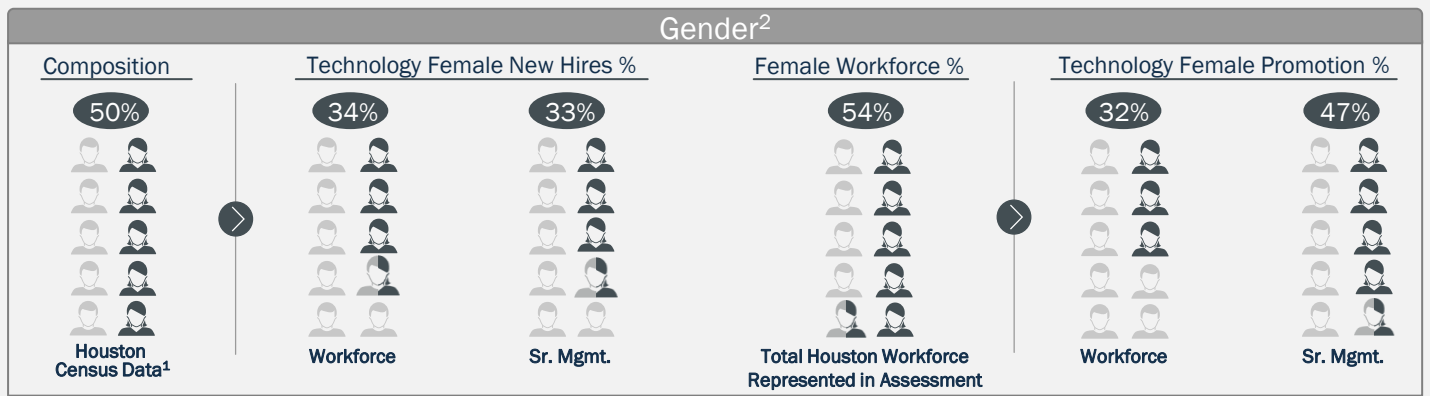 Gender²
Composition
50%
Houston
Census Data¹
Technology Female New Hires %
34%
Workforce
33%
Sr. Mgmt.
Female Workforce %
54%
Total Houston Workforce
Represented in Assessment
Technology Female Promotion %
32%
Workforce
47%
Sr. Mgmt.